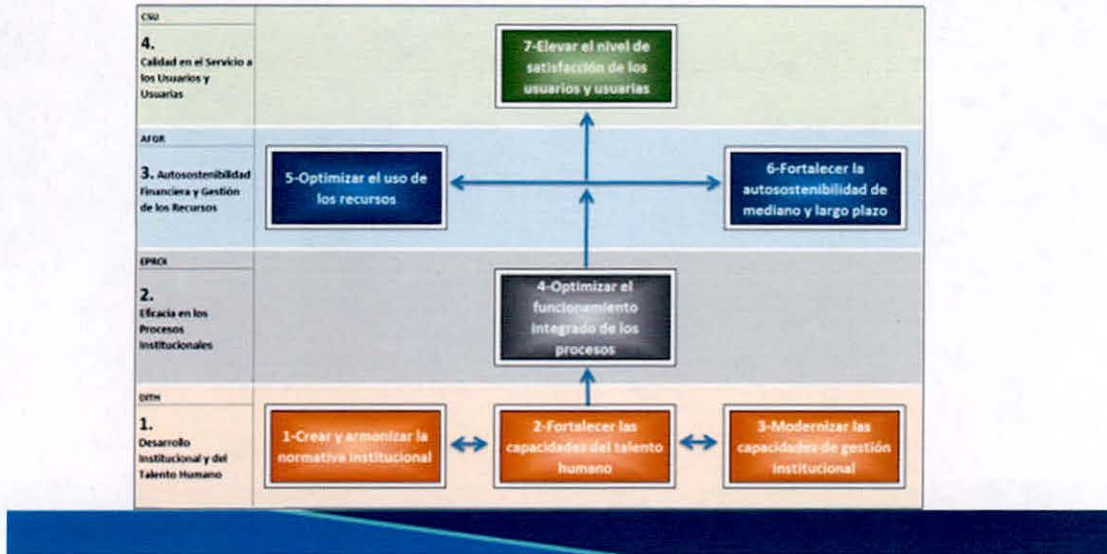 CSU
4.
Calidad en el Servicio a
los Usuarios y
Usuarias
7-Elevar el nivel de
satisfacción de los
usuarios y usuarias
AFGR
3. Autosostenibilidad
Financiera y Gestión
de los Recursos
5-Optimizar el uso de
los recursos
6-Fortalecer la
autosostenibilidad de
mediano y largo plazo
EPROI
2.
Eficacia en los
Procesos
Institucionales
4-Optimizar el
funcionamiento
integrado de los
procesos
DITH
1.
Desarrollo
Institucional y del
Talento Humano
1-Crear y armonizar la
normativa institucional
2-Fortalecer las
capacidades del talento
humano
3-Modernizar las
capacidades de gestión
institucional